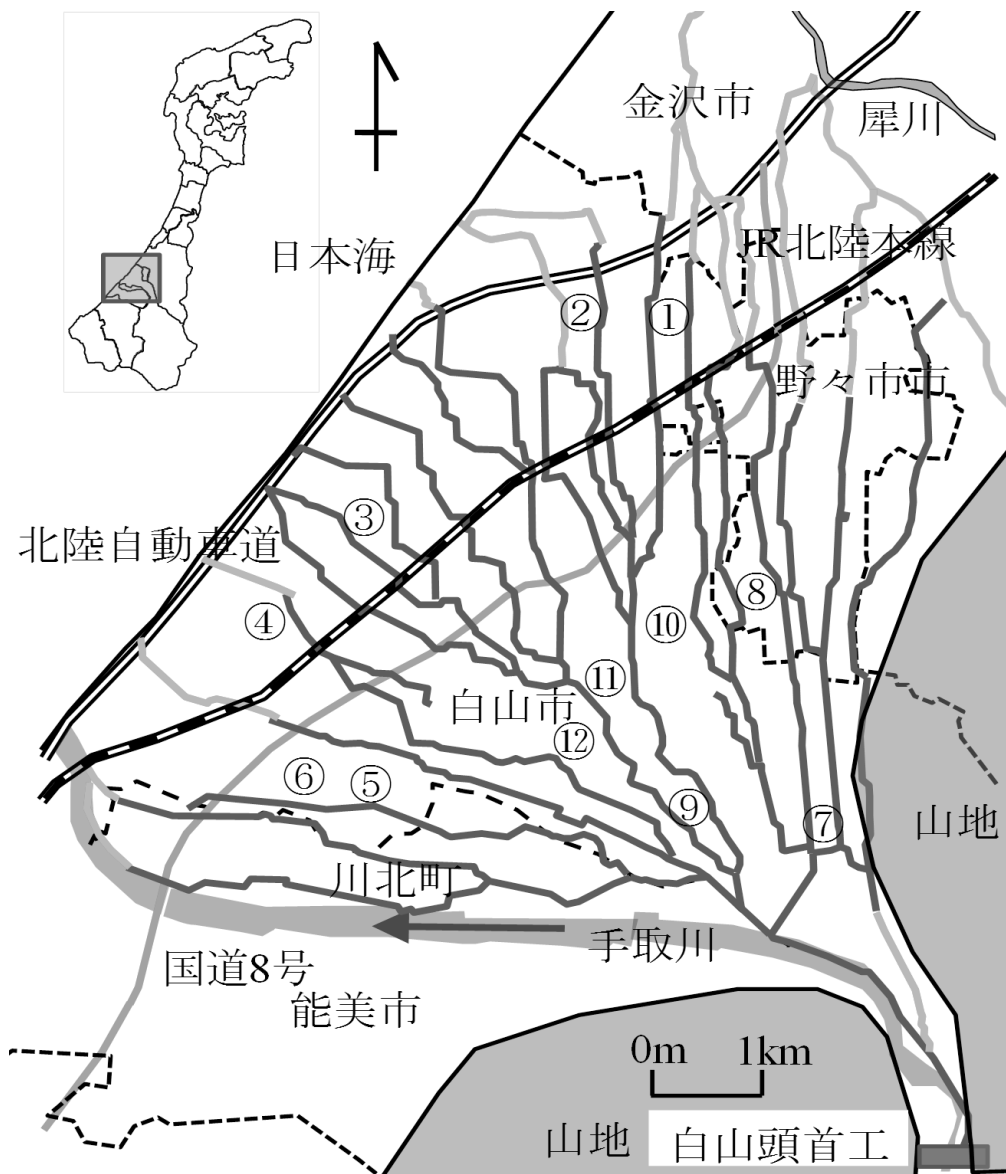 金沢市
犀川
日本海
JR北陸本線
②
①
野々市市
③
北陸自動車道
④
⑧
⑩
⑪
白山市
⑫
⑥
⑤
⑨
⑦
山地
川北町
手取川
国道8号
能美市
0m 1km
山地
白山頭首工